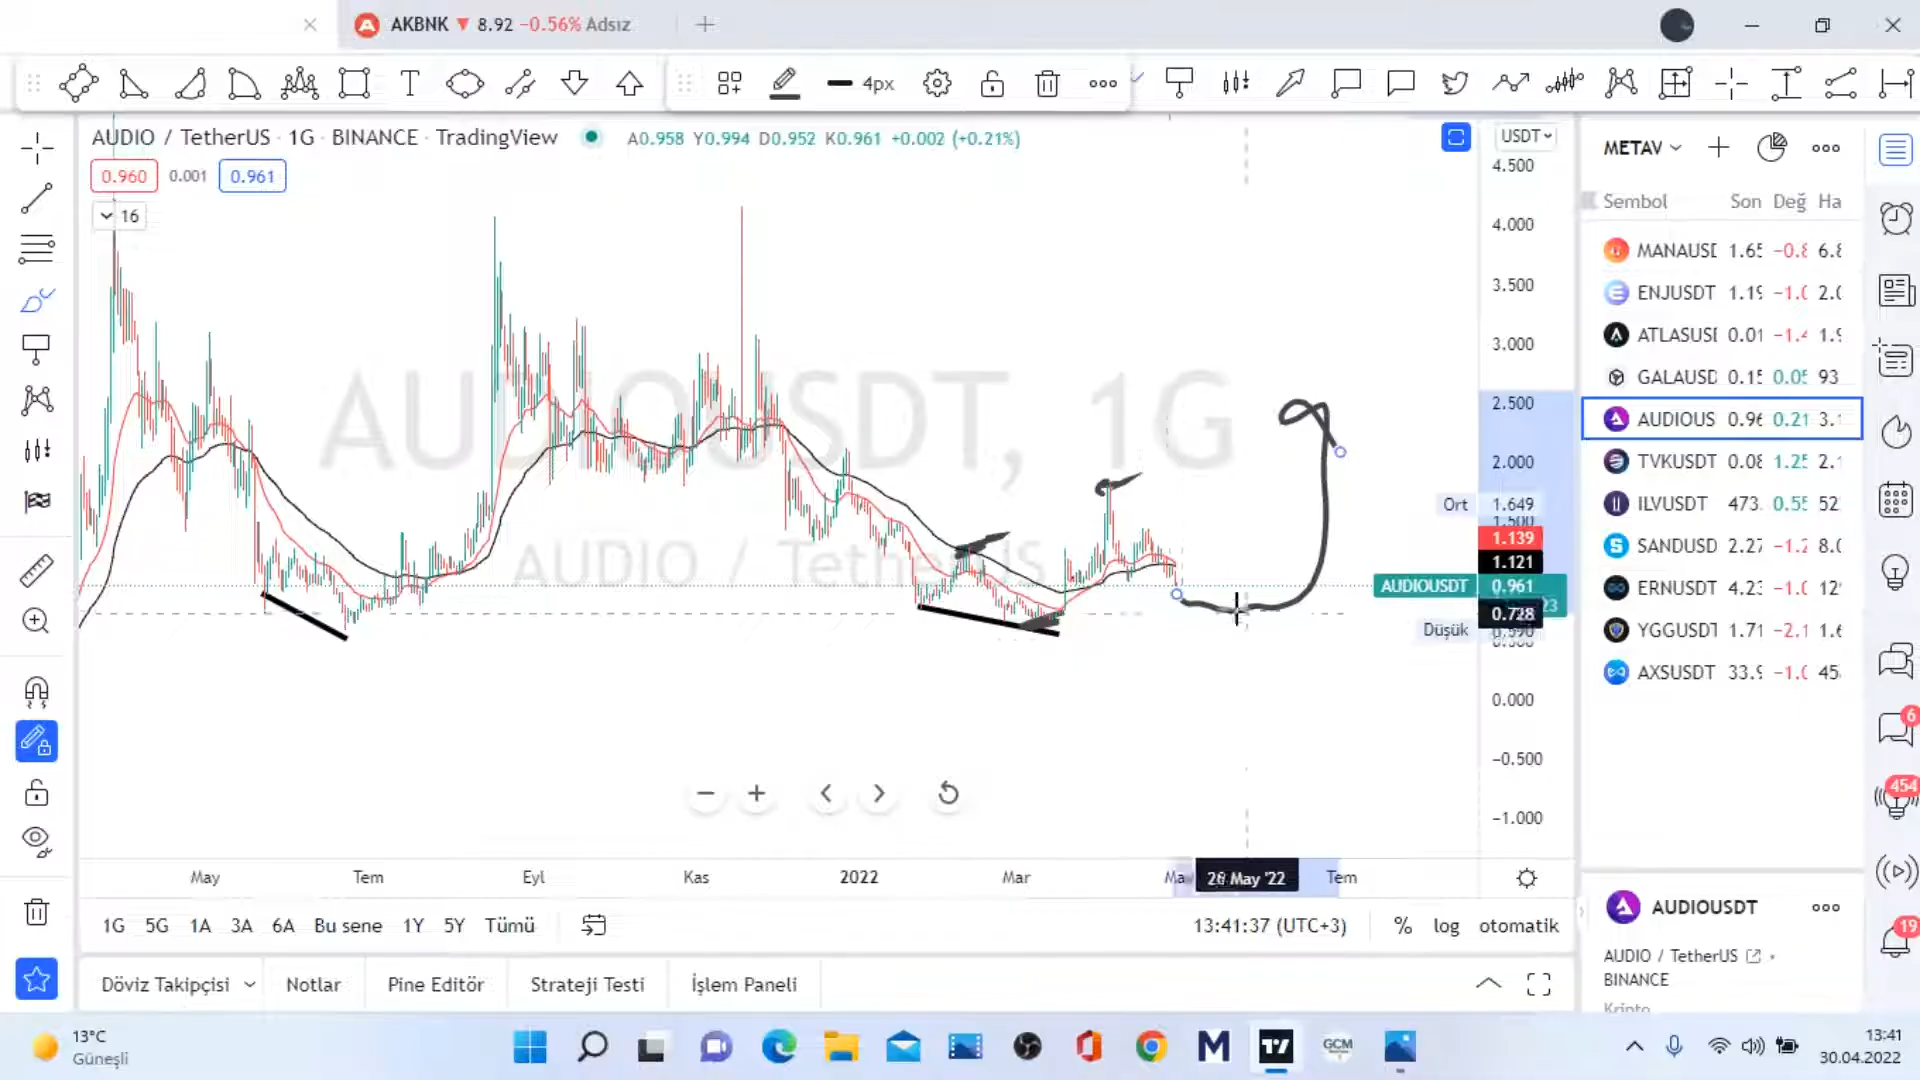 AKBNK ▼ 8.92 −0.56% Adsız
T
4px
AUDIO / TetherUS · 1G · BINANCE · TradingView
A0.958 Y0.994 D0.952 K0.961 +0.002 (+0.21%)
USDT
0.960 0.001 0.961
16
AUDIOUSDT, 1G
AUDIO / TetherUS
4.500
4.000
3.500
3.000
2.500
2.000
Ort 1.649
1.500
1.139
1.121
AUDIOUSDT 0.961
0.728
Düşük 0.590
0.000
−0.500
−1.000
May Tem Eyl Kas 2022 Mar 26 May '22 Tem
1G 5G 1A 3A 6A Bu sene 1Y 5Y Tümü
13:41:37 (UTC+3) % log otomatik
Döviz Takipçisi Notlar Pine Editör Strateji Testi İşlem Paneli
METAV
Sembol Son Değ Ha
MANAUSD 1.65 −0.8 6.8
ENJUSDT 1.19 −1.0 2.0
ATLASUSD 0.01 −1.4 1.9
GALAUSD 0.15 0.05 93
AUDIOUS 0.96 0.21 3.1
TVKUSDT 0.08 1.25 2.1
ILVUSDT 473. 0.55 52
SANDUSD 2.27 −1.2 8.0
ERNUSDT 4.23 −1.0 12
YGGUSDT 1.71 −2.1 1.6
AXSUSDT 33.9 −1.0 45
6
454
19
AUDIOUSDT
AUDIO / TetherUS
BINANCE
Kripto
13°C
Güneşli
GCM
13:41
30.04.2022